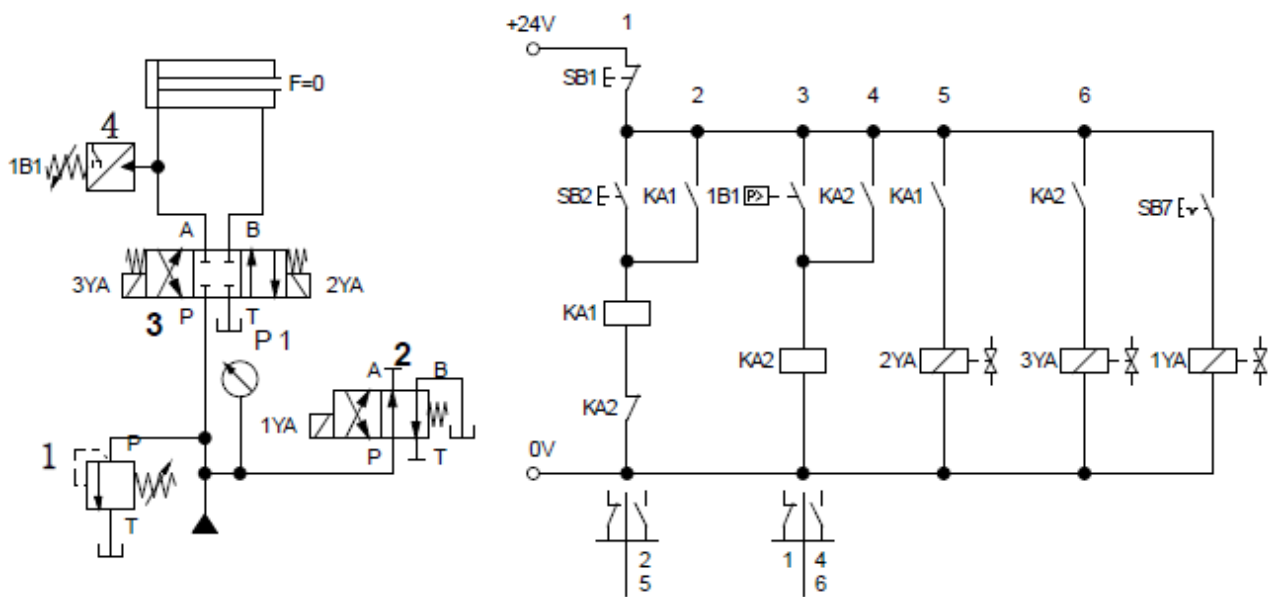 F=0
4
1B1
A B
3YA 2YA
3 P T
P1
2
A B
1YA
P T
1 P
T
+24V 1
SB1
2 3 4 5 6
SB2 KA1 1B1 P> KA2 KA1 KA2 SB7
KA1
KA2 2YA 3YA 1YA
KA2
0V
2 1 4
5 6